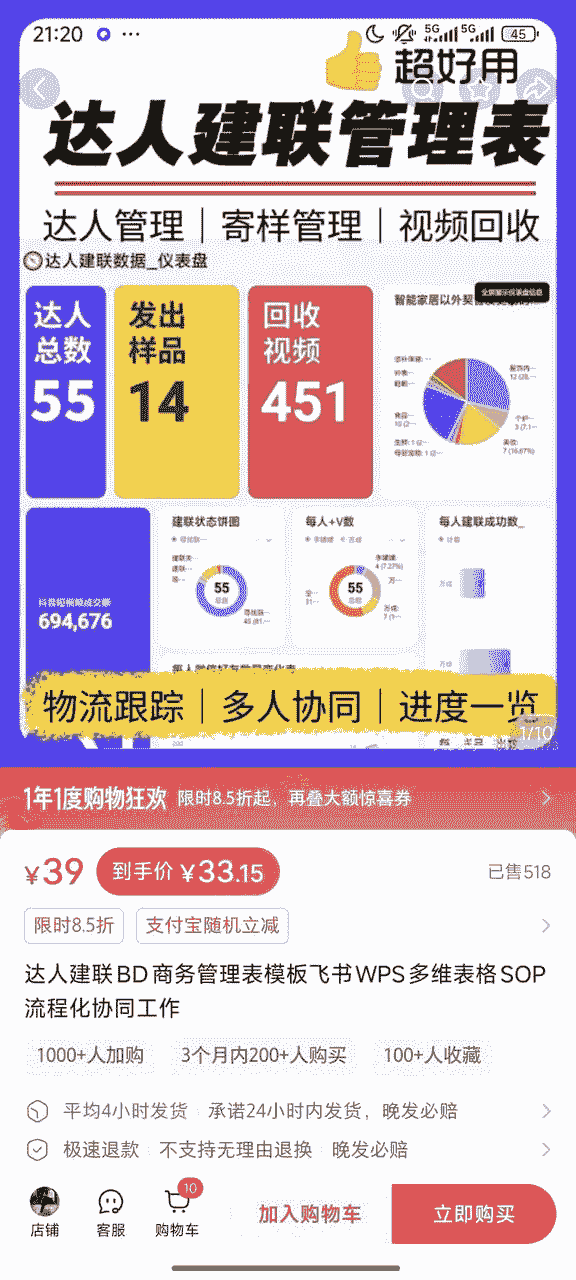 21:20
5G
5G
45
超好用
达人建联管理表
达人管理｜寄样管理｜视频回收
达人建联数据_仪表盘
达人总数
55
发出样品
14
回收视频
451
694,676
建联状态饼图
55
每人+V数
55
每人建联成功数_
物流跟踪｜多人协同｜进度一览
1/10
1年1度购物狂欢 限时8.5折起，再叠大额惊喜券
¥39 到手价 ¥33.15 已售518
限时8.5折 支付宝随机立减
达人建联BD商务管理表模板飞书WPS多维表格SOP
流程化协同工作
1000+人加购 3个月内200+人购买 100+人收藏
平均4小时发货 承诺24小时内发货，晚发必赔
极速退款 不支持无理由退换 晚发必赔
10
店铺 客服 购物车 加入购物车 立即购买